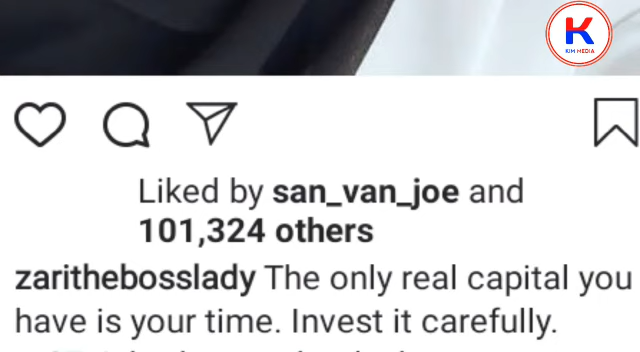 K
KIM MEDIA
Liked by san_van_joe and
101,324 others
zarithebosslady The only real capital you
have is your time. Invest it carefully.